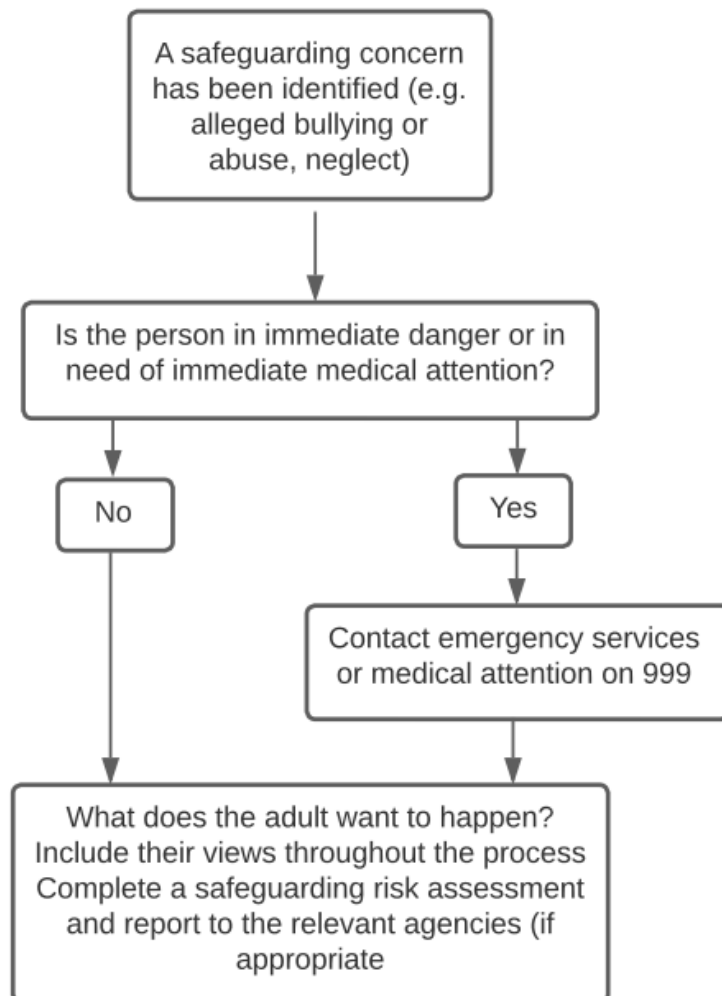 A safeguarding concern
has been identified (e.g.
alleged bullying or
abuse, neglect)
Is the person in immediate danger or in
need of immediate medical attention?
No
Yes
Contact emergency services
or medical attention on 999
What does the adult want to happen?
Include their views throughout the process
Complete a safeguarding risk assessment
and report to the relevant agencies (if
appropriate